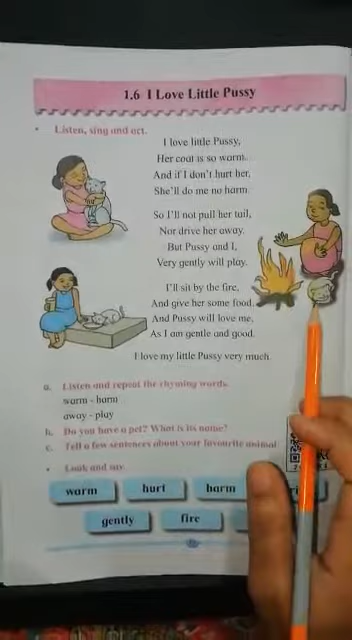 1.6 I Love Little Pussy
Listen, sing and act.
I love little Pussy,
Her coat is so warm.
And if I don't hurt her,
She'll do me no harm.
So I'll not pull her tail,
Nor drive her away.
But Pussy and I,
Very gently will play.
I'll sit by the fire,
And give her some food.
And Pussy will love me,
As I am gentle and good.
I love my little Pussy very much.
a. Listen and repeat the rhyming words.
warm - harm
away - play
b. Do you have a pet? What is its name?
c. Tell a few sentences about your favourite animal
Look and say.
warm hurt harm
gently fire